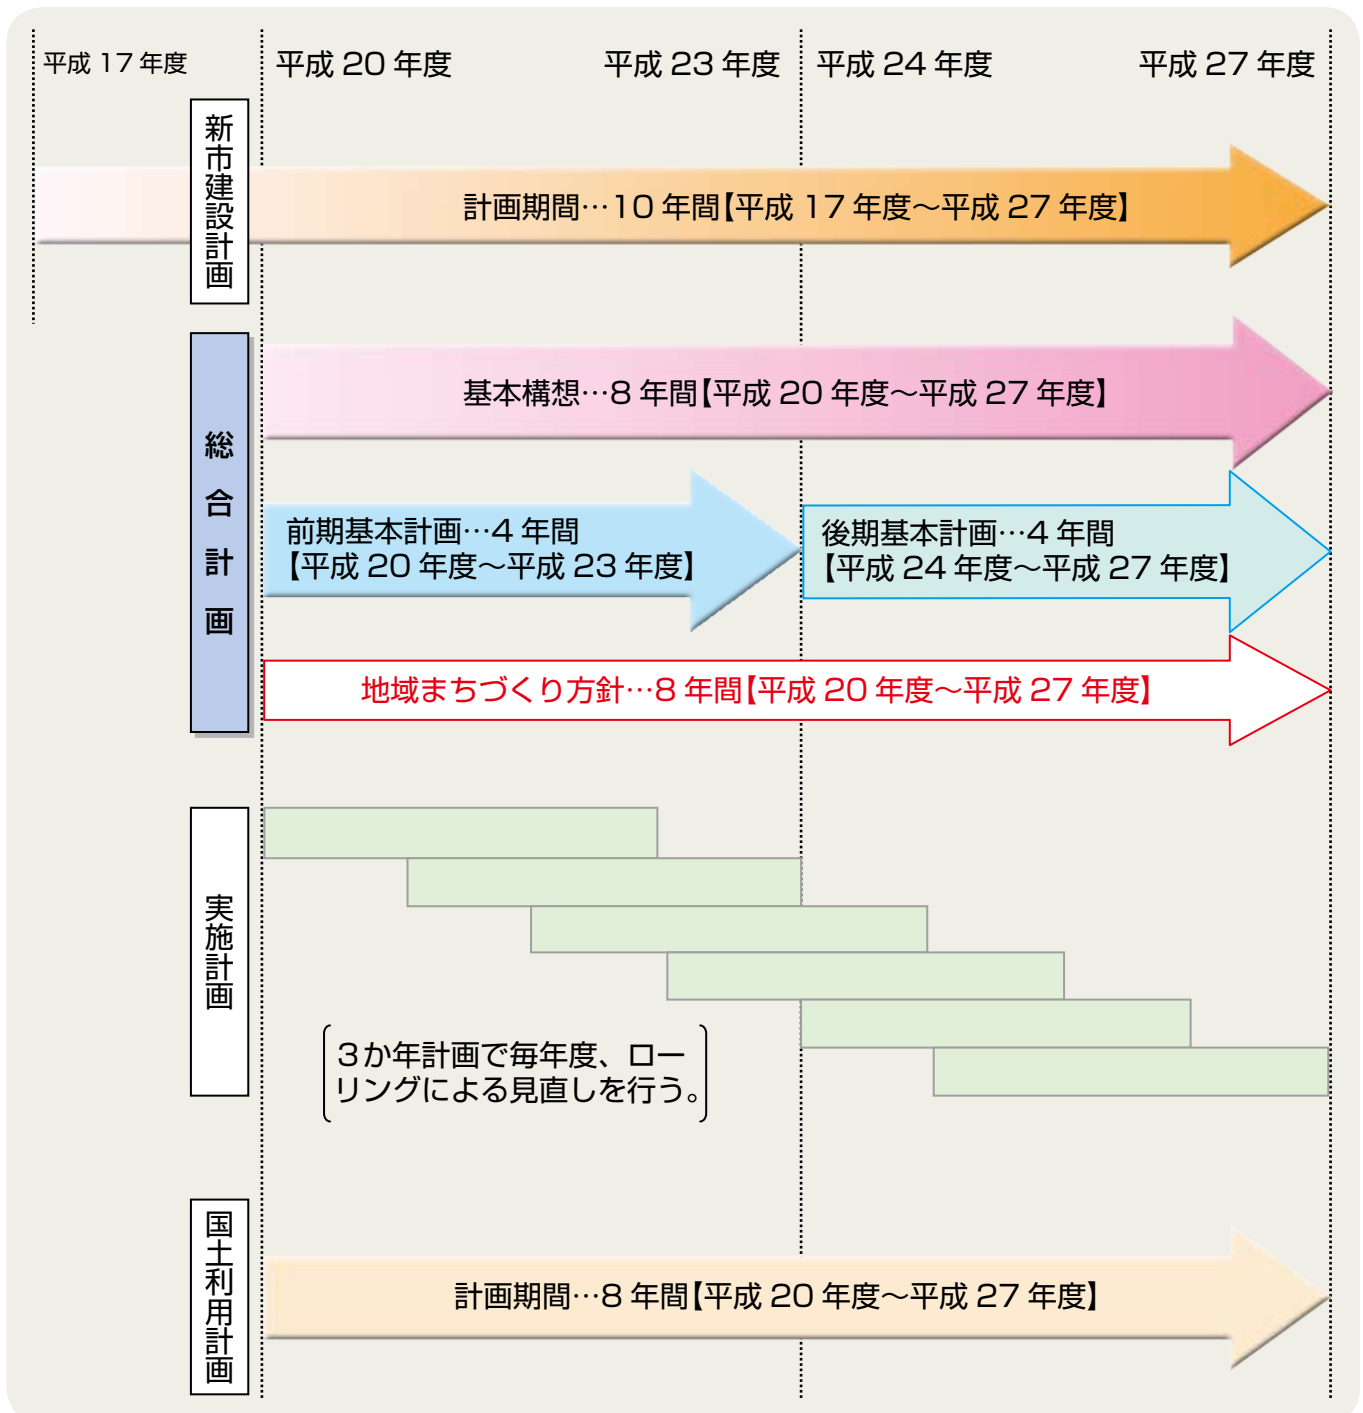 平成 17 年度
平成 20 年度
平成 23 年度
平成 24 年度
平成 27 年度
新市建設計画
計画期間…10 年間【平成 17 年度〜平成 27 年度】
総合計画
基本構想…8 年間【平成 20 年度〜平成 27 年度】
前期基本計画…4 年間
【平成 20 年度〜平成 23 年度】
後期基本計画…4 年間
【平成 24 年度〜平成 27 年度】
地域まちづくり方針…8 年間【平成 20 年度〜平成 27 年度】
実施計画
3か年計画で毎年度、ロー
リングによる見直しを行う。
国土利用計画
計画期間…8 年間【平成 20 年度〜平成 27 年度】